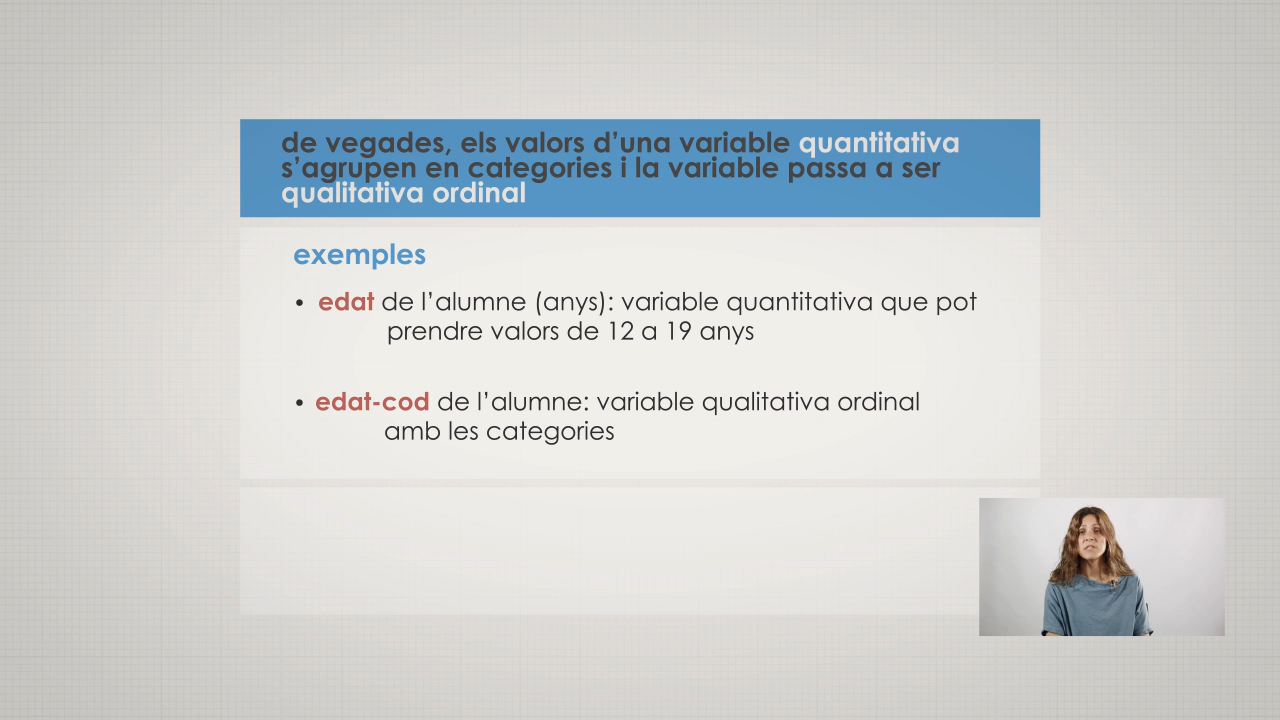 de vegades, els valors d’una variable quantitativa
s’agrupen en categories i la variable passa a ser
qualitativa ordinal
exemples
• edat de l’alumne (anys): variable quantitativa que pot
prendre valors de 12 a 19 anys
• edat-cod de l’alumne: variable qualitativa ordinal
amb les categories